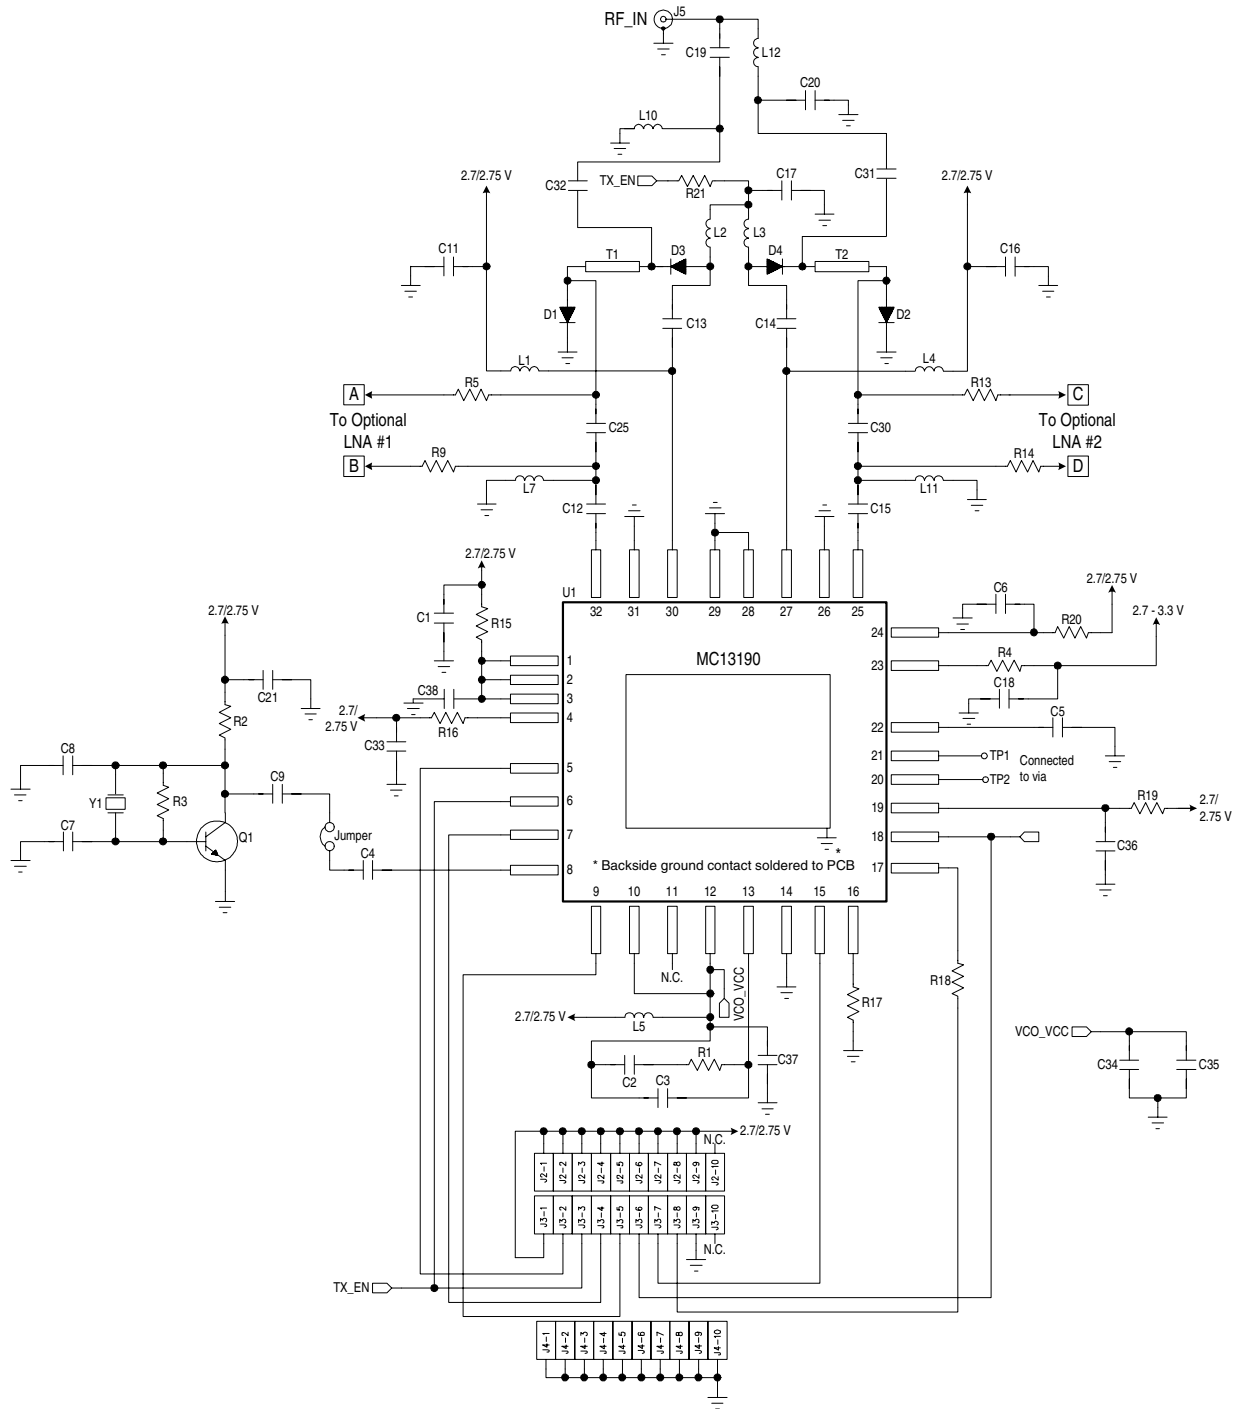 RF_IN J5
C19 L12
C20
L10
2.7/2.75 V C32 TX_EN R21 C17 C31 2.7/2.75 V
L2 L3
C11 T1 D3 D4 T2 C16
D1 C13 C14 D2
L1 L4
A R5 R13 C
To Optional LNA #1
To Optional LNA #2
C25 C30
B R9 R14 D
L7 L11
C12 C15
2.7/2.75 V
U1
32 31 30 29 28 27 26 25
C1 R15
2.7/2.75 V
C6 2.7/2.75 V
24 R20
2.7 - 3.3 V
MC13190
1
2
3
4
5
6
7
8
23 R4
C18
C38
2.7/
2.75 V
R16
C33
C21
R2
22 C5
21 TP1
20 TP2
Connected
to via
19 R19 2.7/
2.75 V
18
C36
17
C8
Y1 R3
C9
C7
Q1
Jumper
C4
*
* Backside ground contact soldered to PCB
9 10 11 12 13 14 15 16
N.C.
VCO_VCC
R17
R18
2.7/2.75 V L5
C2 R1 C37
C3
VCO_VCC
C34 C35
2.7/2.75 V
N.C.
J2-1 J2-2 J2-3 J2-4 J2-5 J2-6 J2-7 J2-8 J2-9 J2-10
J3-1 J3-2 J3-3 J3-4 J3-5 J3-6 J3-7 J3-8 J3-9 J3-10
N.C.
TX_EN
J4-1 J4-2 J4-3 J4-4 J4-5 J4-6 J4-7 J4-8 J4-9 J4-10